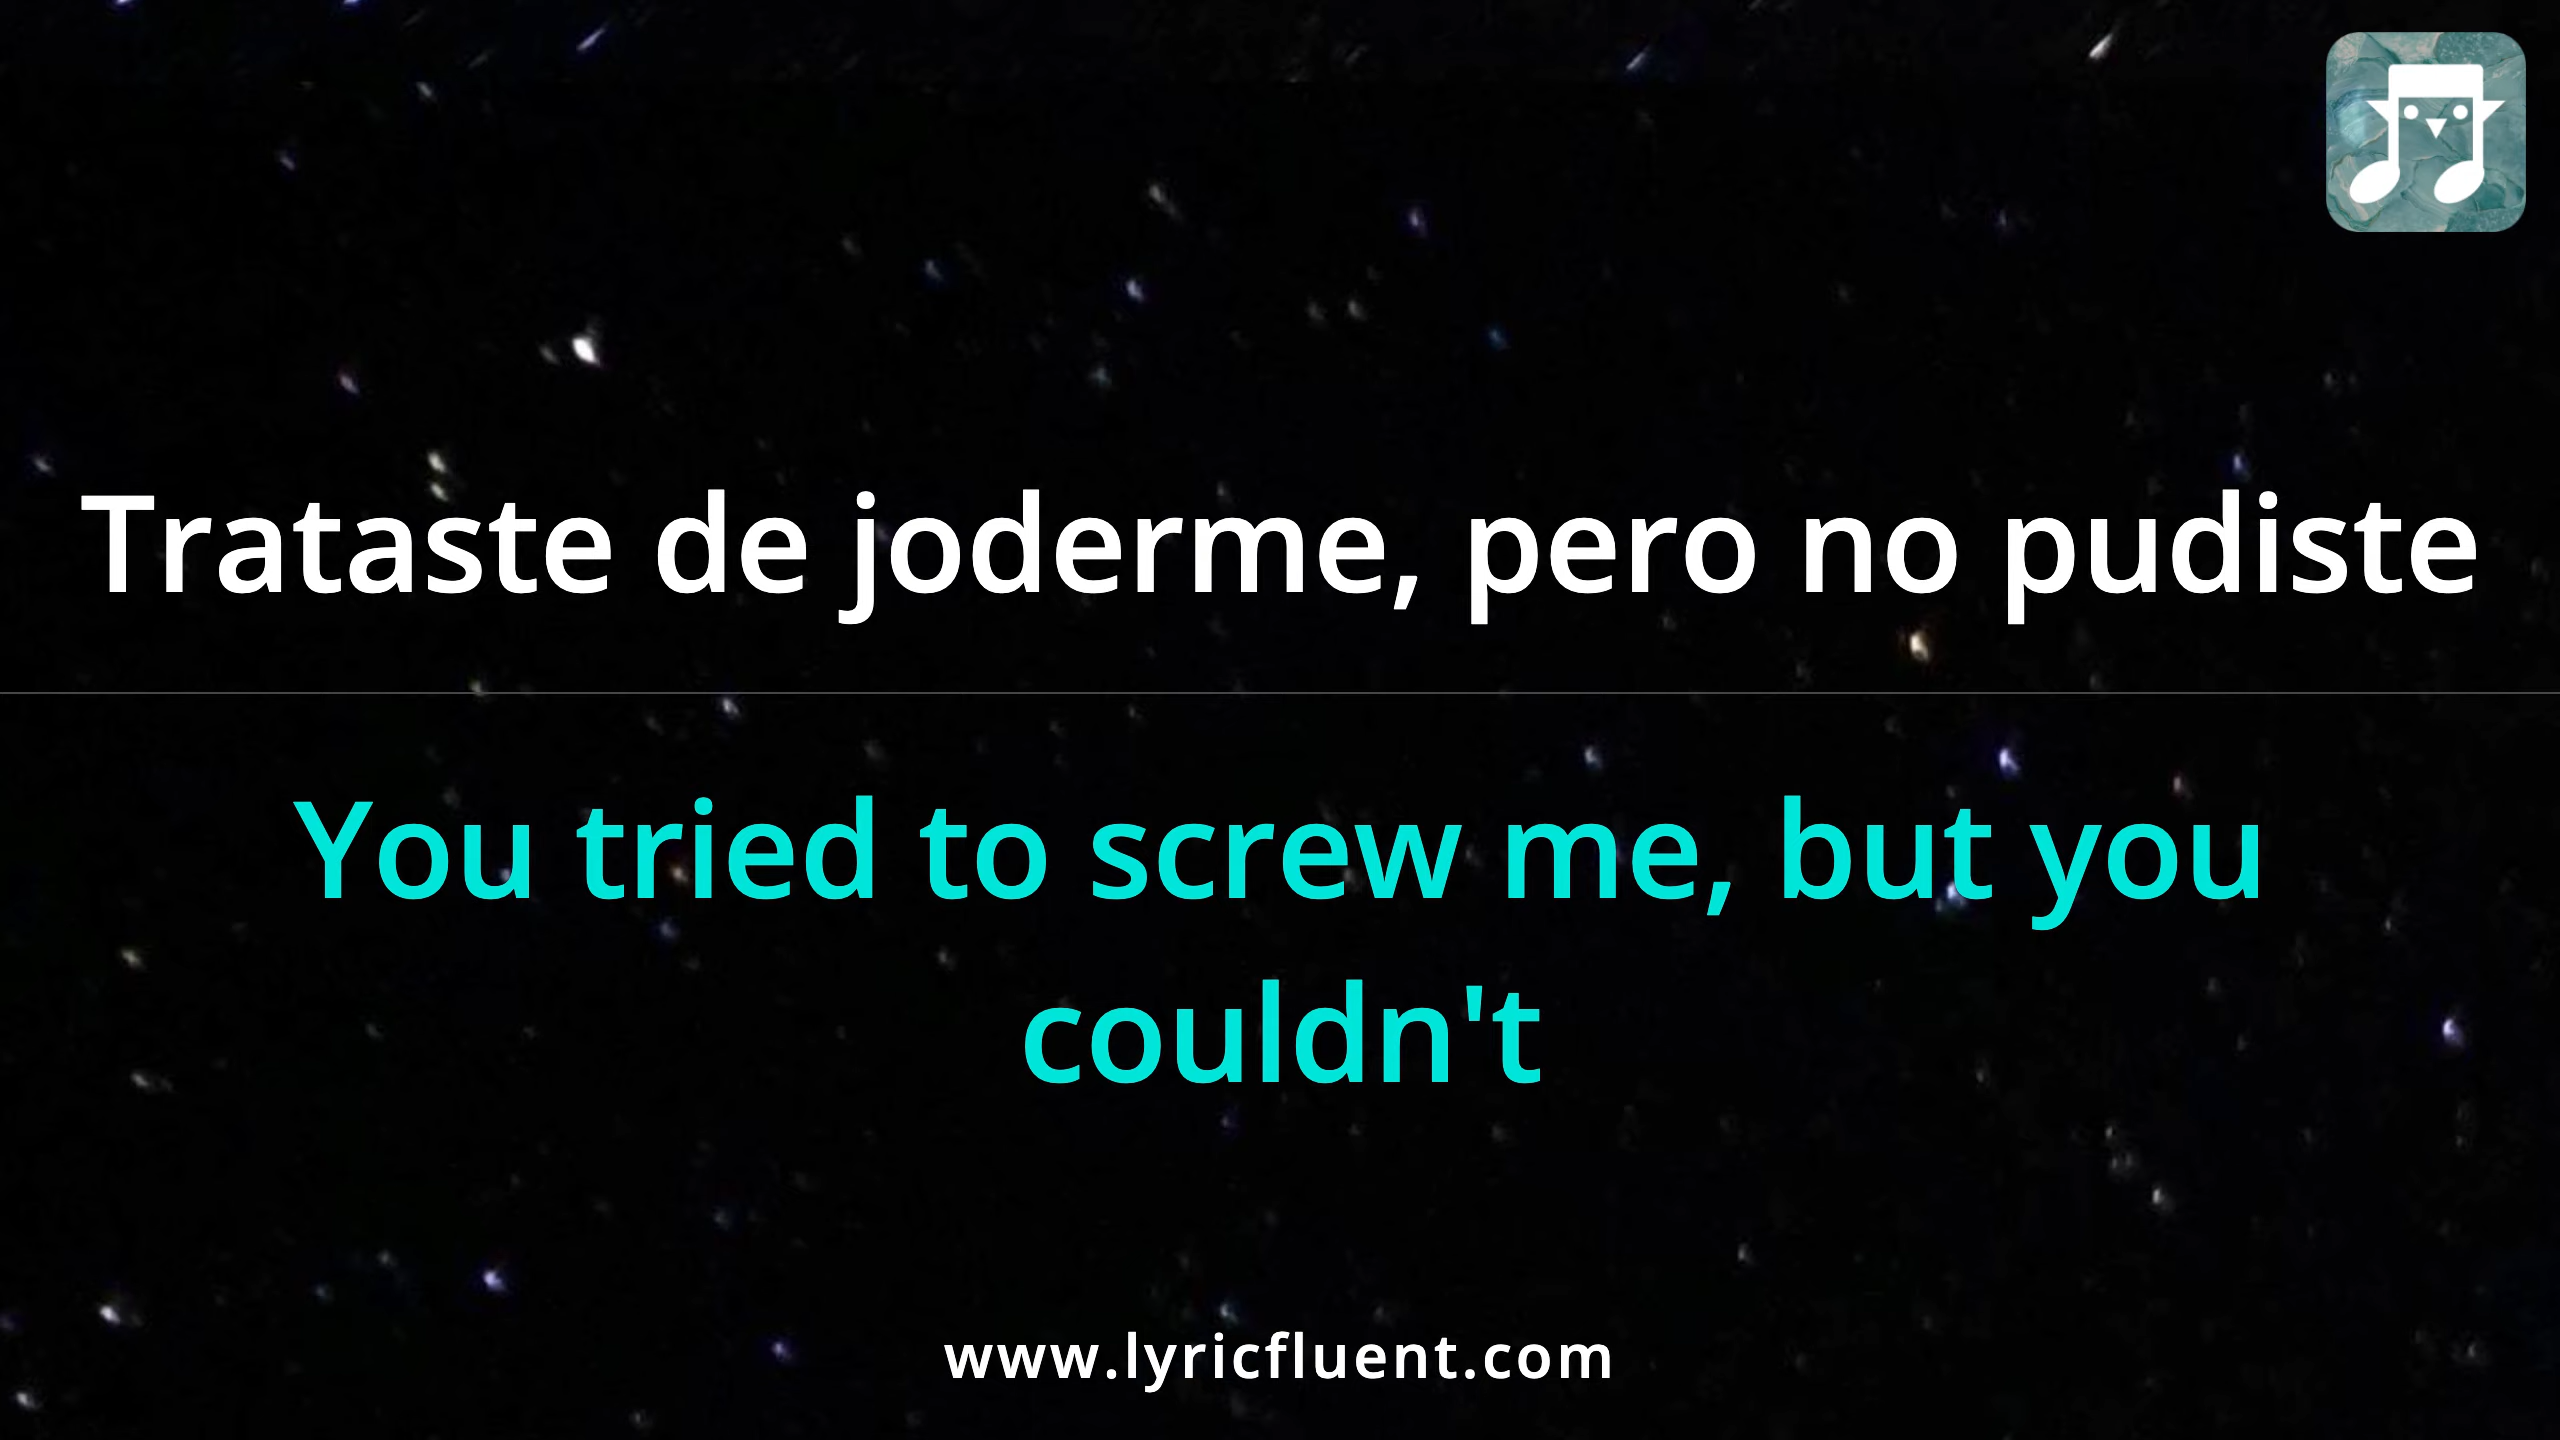 Trataste de joderme, pero no pudiste
You tried to screw me, but you
couldn't
www.lyricfluent.com